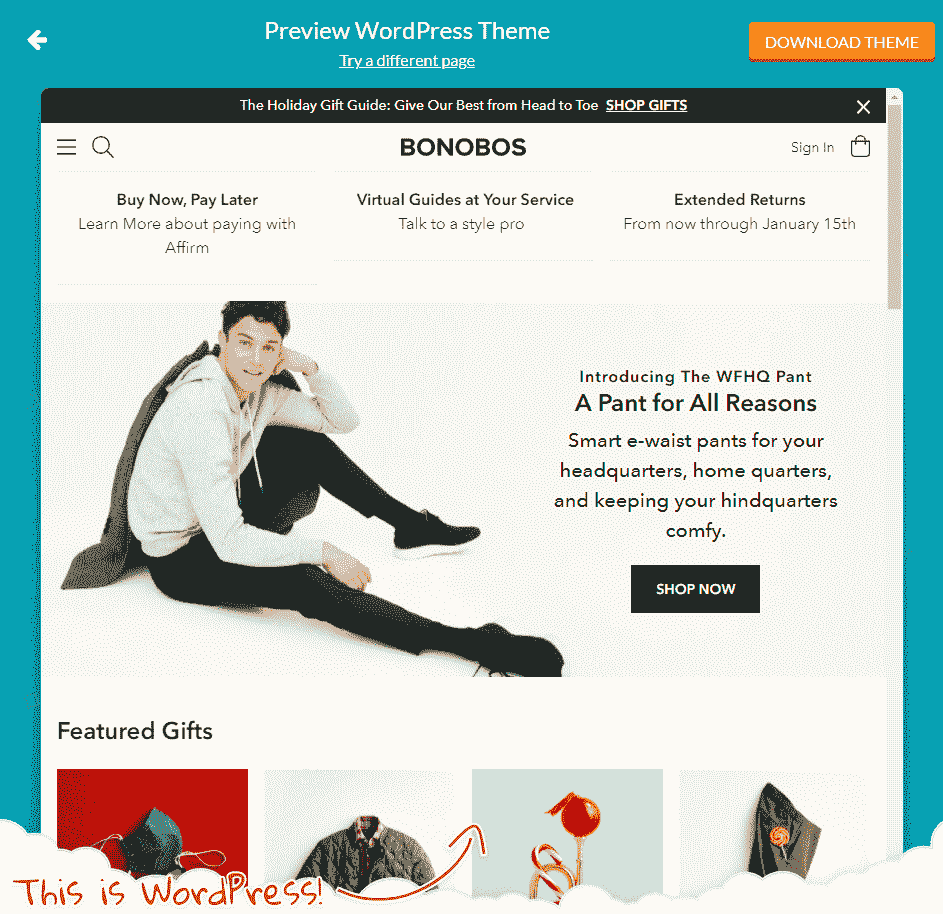 Preview WordPress Theme
Try a different page
DOWNLOAD THEME
The Holiday Gift Guide: Give Our Best from Head to Toe SHOP GIFTS
BONOBOS
Sign In
Buy Now, Pay Later
Learn More about paying with
Affirm
Virtual Guides at Your Service
Talk to a style pro
Extended Returns
From now through January 15th
Introducing The WFHQ Pant
A Pant for All Reasons
Smart e-waist pants for your
headquarters, home quarters,
and keeping your hindquarters
comfy.
SHOP NOW
Featured Gifts
This is WordPress!